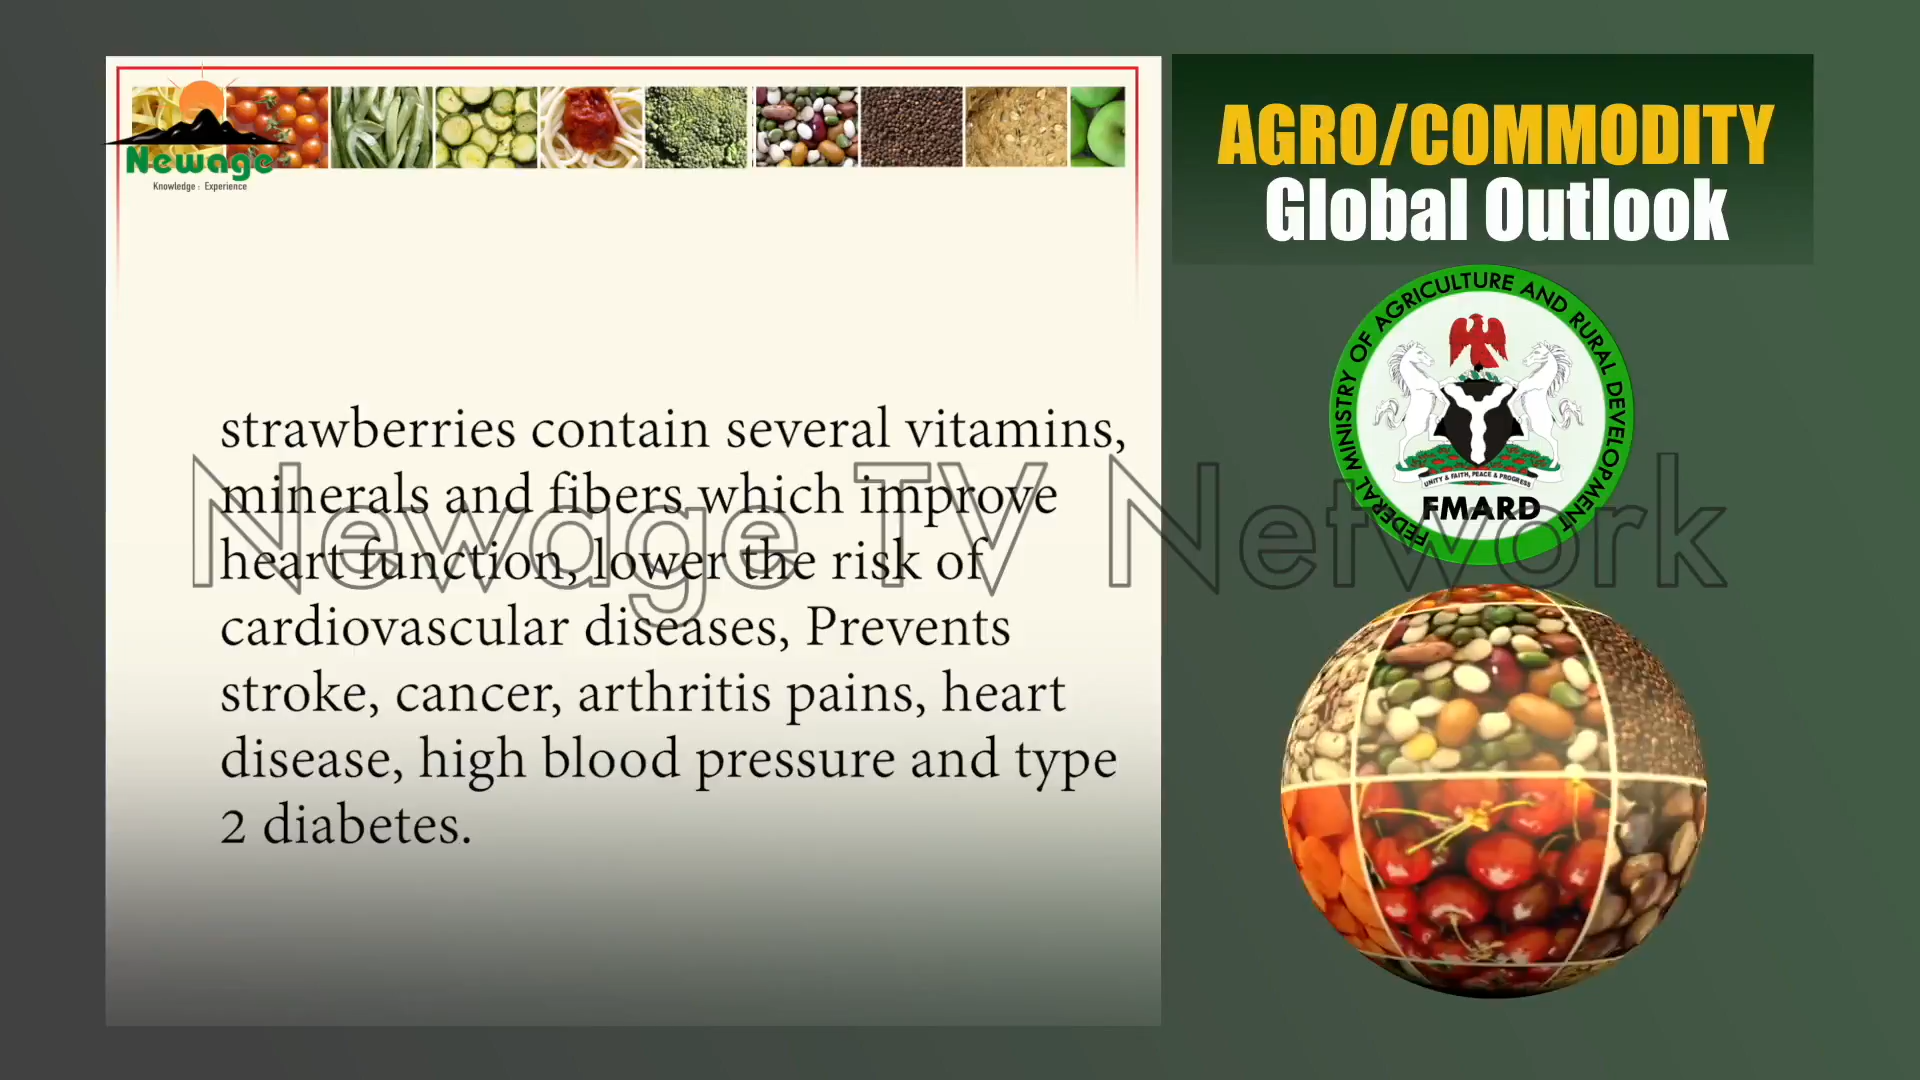 Newage
Knowledge : Experience
strawberries contain several vitamins,
minerals and fibers which improve
heart function, lower the risk of
cardiovascular diseases, Prevents
stroke, cancer, arthritis pains, heart
disease, high blood pressure and type
2 diabetes.
AGRO/COMMODITY
Global Outlook
FEDERAL MINISTRY OF AGRICULTURE AND RURAL DEVELOPMENT
UNITY & FAITH, PEACE & PROGRESS
FMARD
Newage TV Network